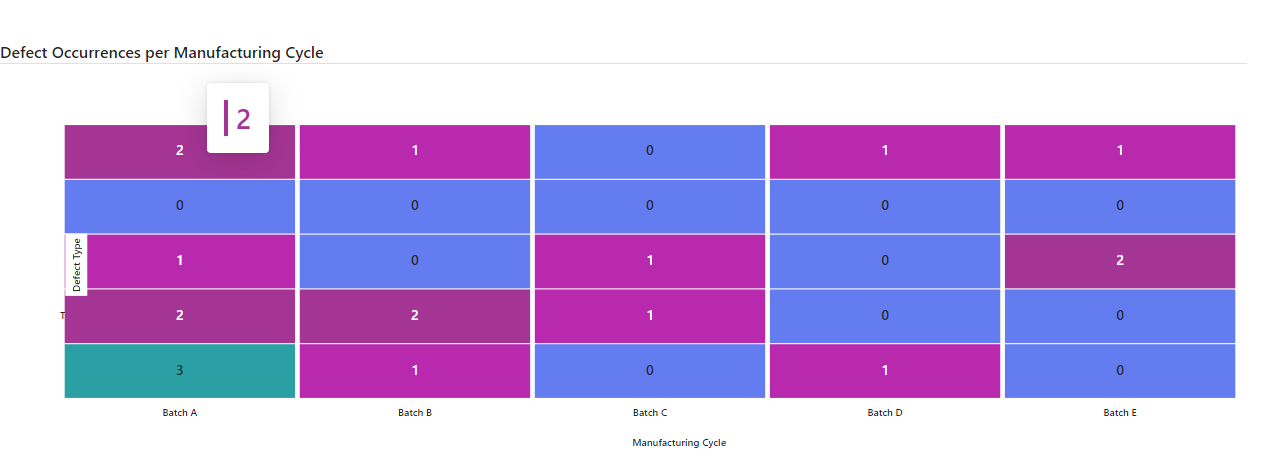 Defect Occurrences per Manufacturing Cycle
2
2 1 0 1 1
0 0 0 0 0
1 0 1 0 2
Defect Type
2 2 1 0 0
3 1 0 1 0
Batch A Batch B Batch C Batch D Batch E
Manufacturing Cycle